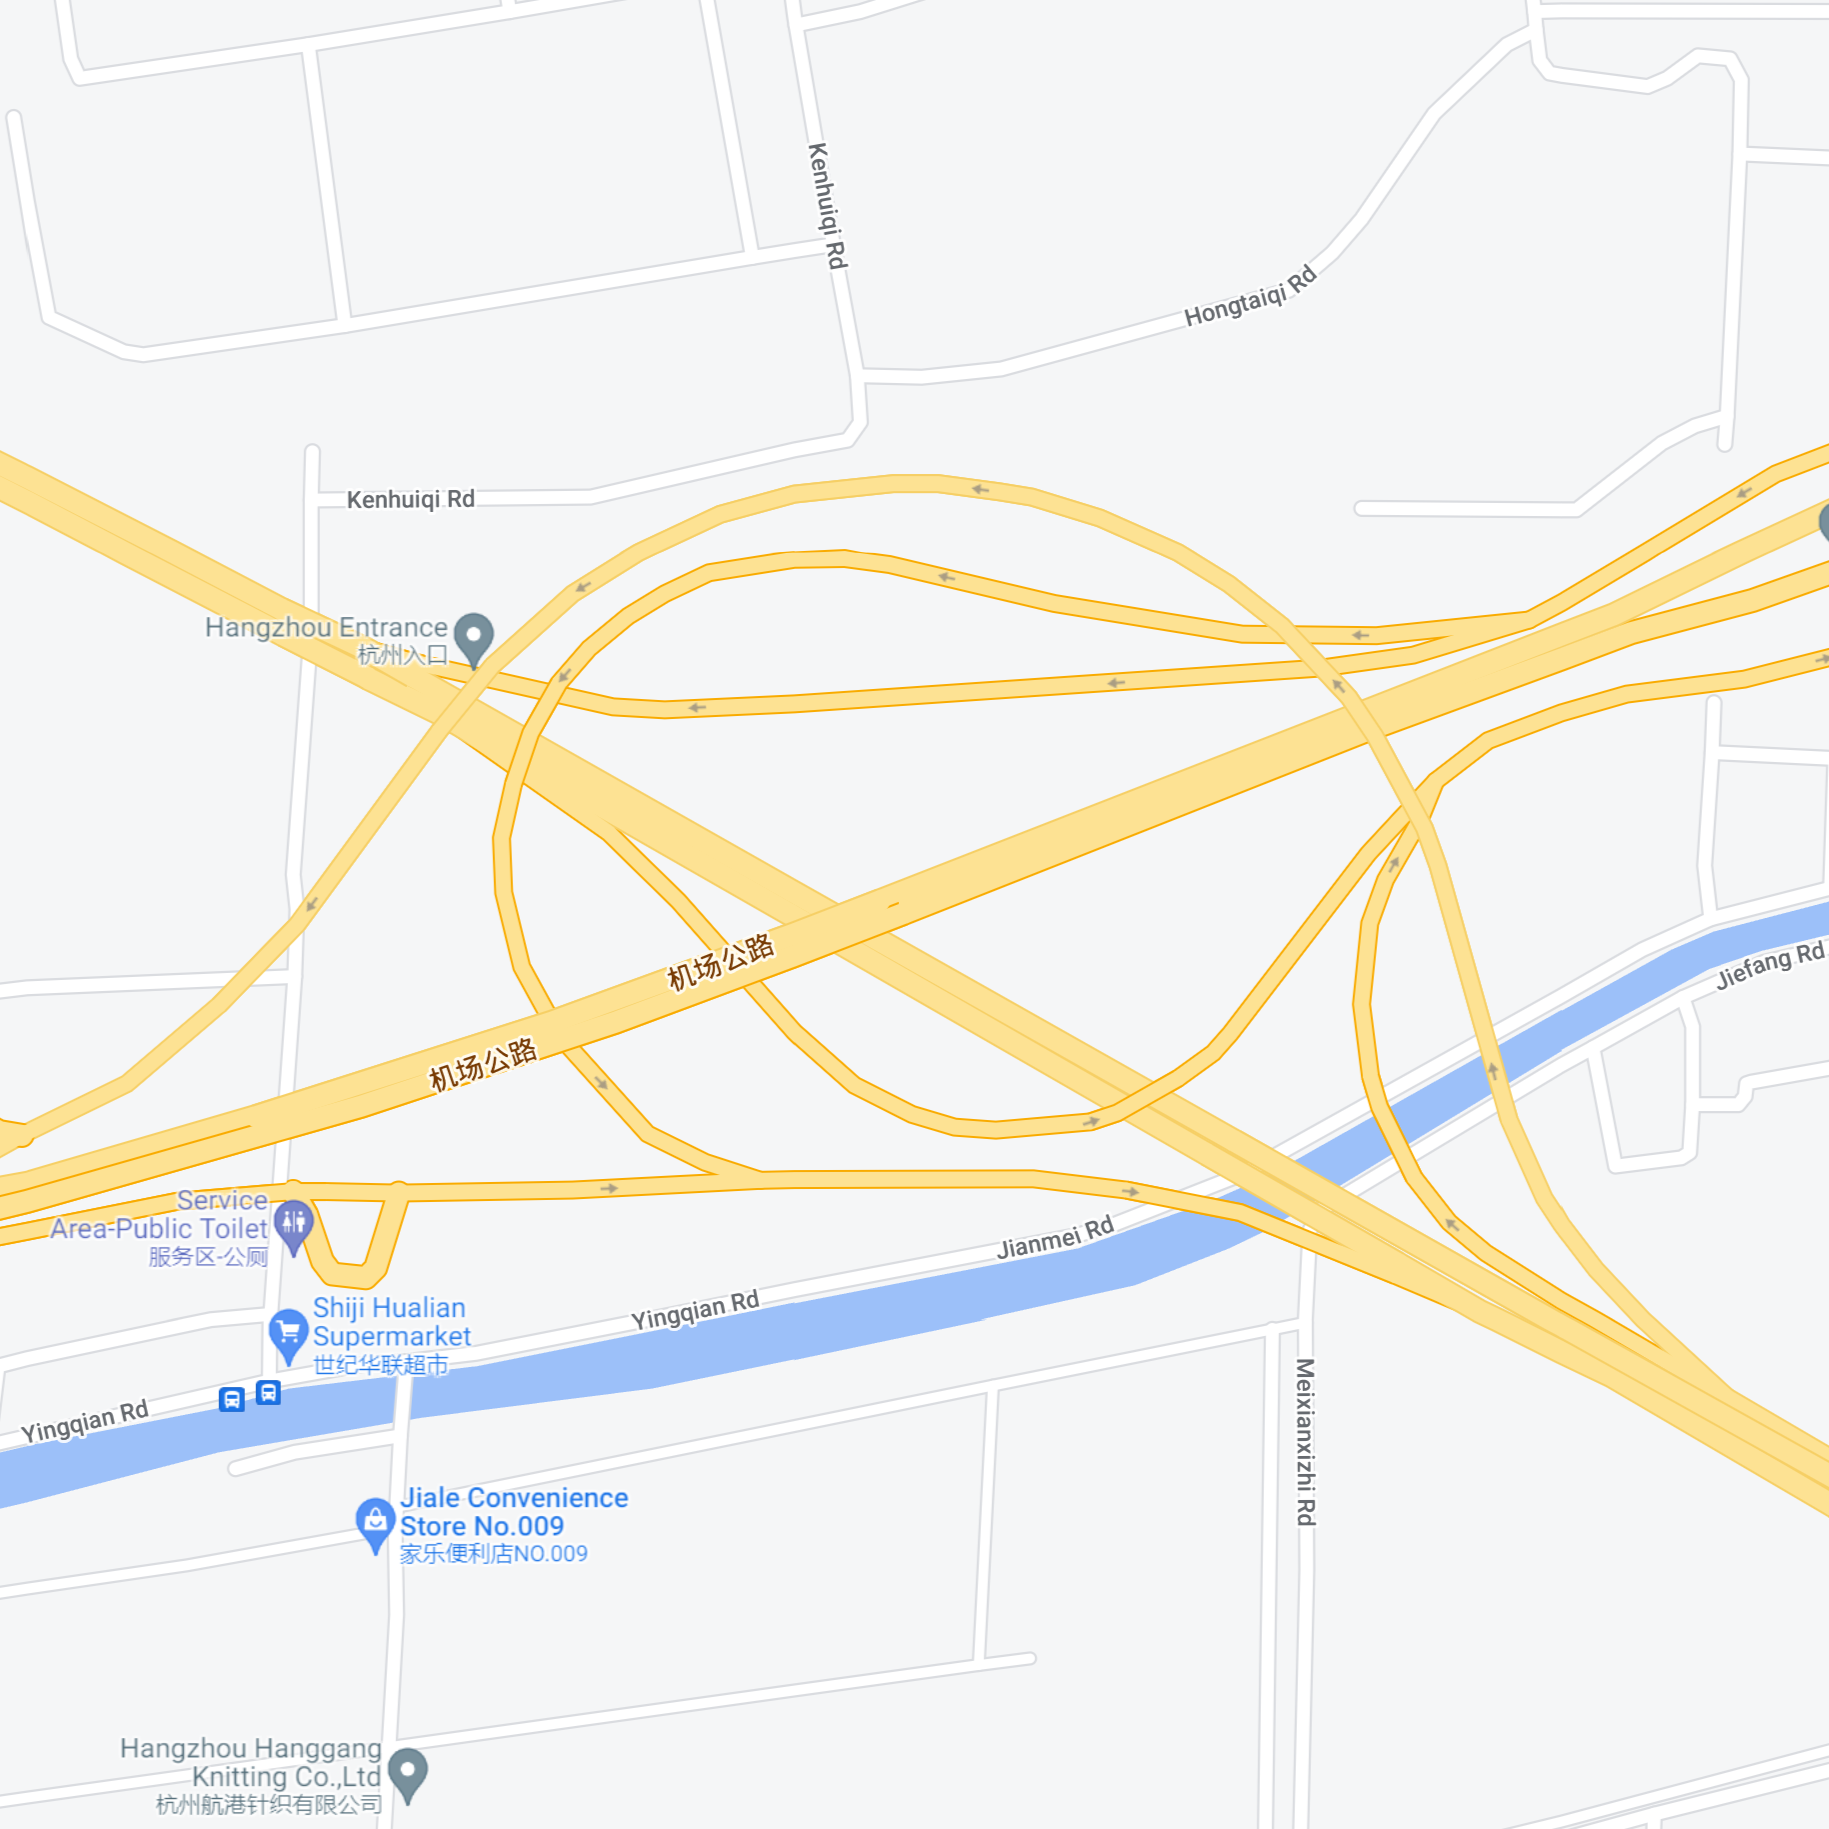 Kenhuiqi Rd
Hongtaiqi Rd
Kenhuiqi Rd
Hangzhou Entrance
杭州入口
机场公路
Jiefang Rd
机场公路
Service
Area-Public Toilet
服务区-公厕
Jianmei Rd
Yingqian Rd
Shiji Hualian
Supermarket
世纪华联超市
Yingqian Rd
Meixianxizhi Rd
Jiale Convenience
Store No.009
家乐便利店NO.009
Hangzhou Hanggang
Knitting Co.,Ltd
杭州航港针织有限公司